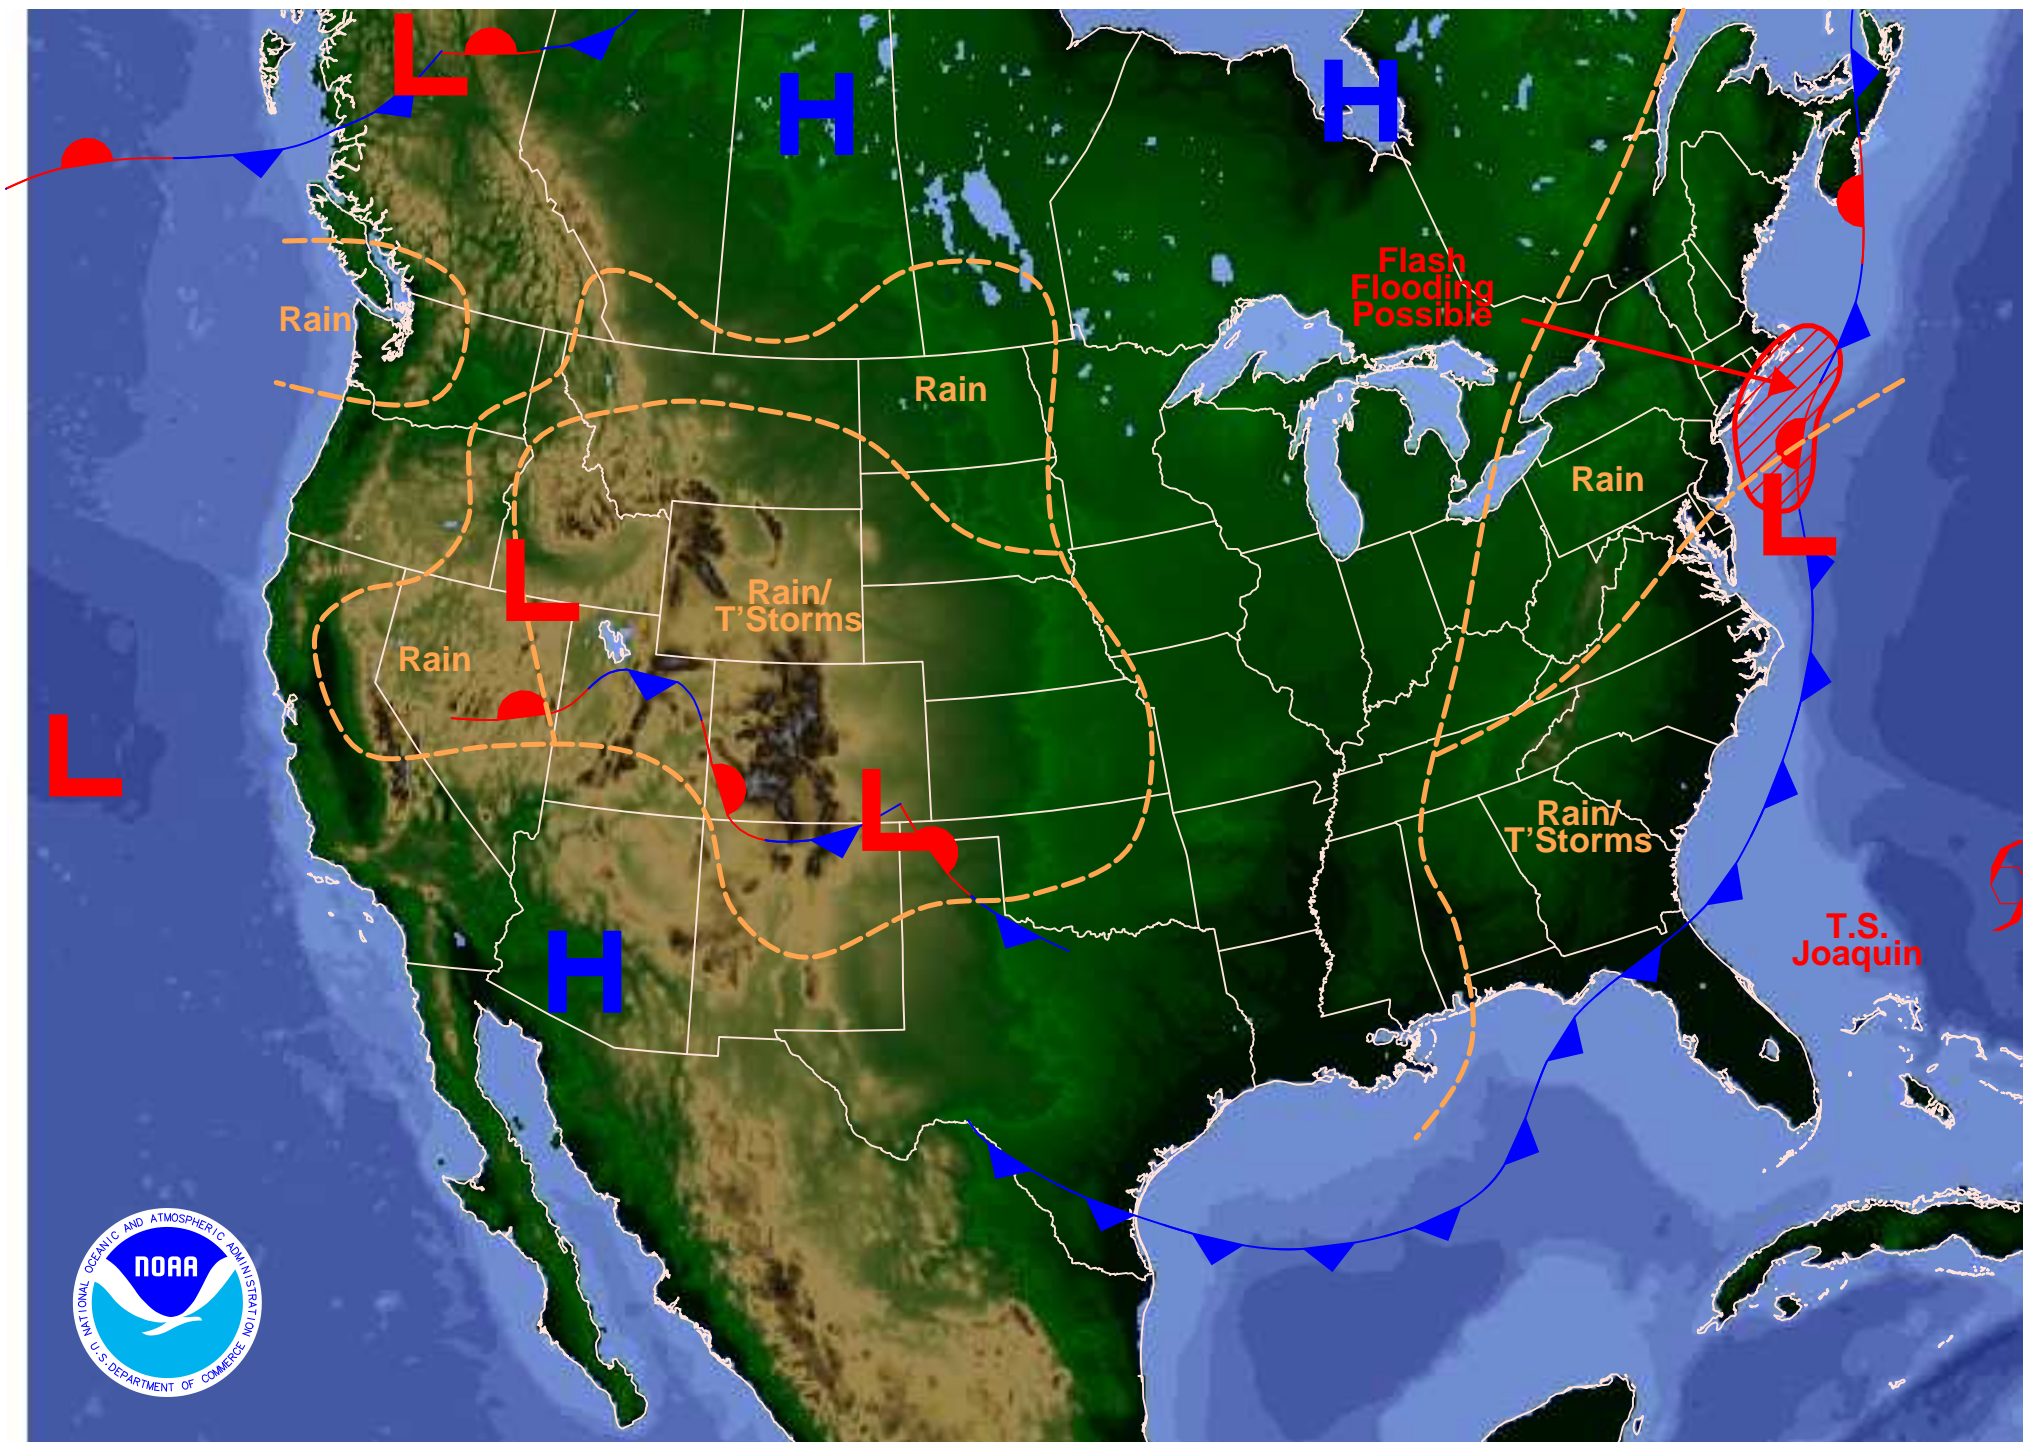 L
H
H
Flash
Flooding
Possible
Rain
Rain
Rain
L
L
Rain/
T'Storms
Rain
L
L
Rain/
T'Storms
T.S.
Joaquin
H
NATIONAL OCEANIC AND ATMOSPHERIC ADMINISTRATION
NOAA
U.S. DEPARTMENT OF COMMERCE